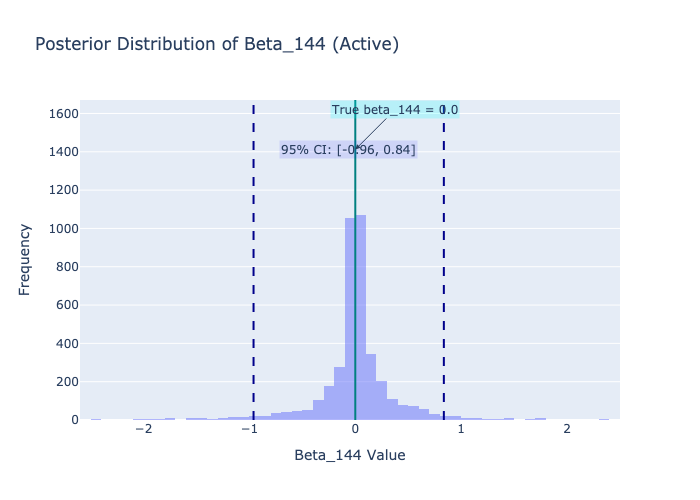 Posterior Distribution of Beta_144 (Active)
True beta_144 = 0.0
95% CI: [-0.96, 0.84]
1600
1400
1200
1000
800
600
400
200
0
Frequency
−2
−1
0
1
2
Beta_144 Value